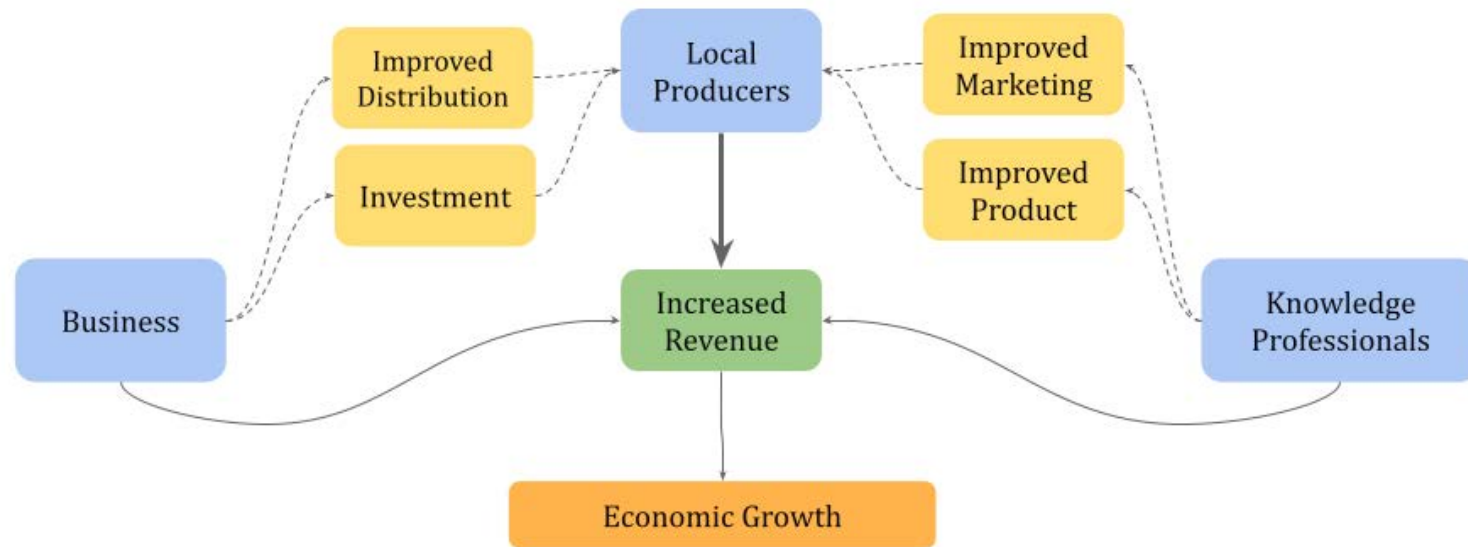 Improved
Distribution
Local
Producers
Improved
Marketing
Investment
Improved
Product
Business
Increased
Revenue
Knowledge
Professionals
Economic Growth